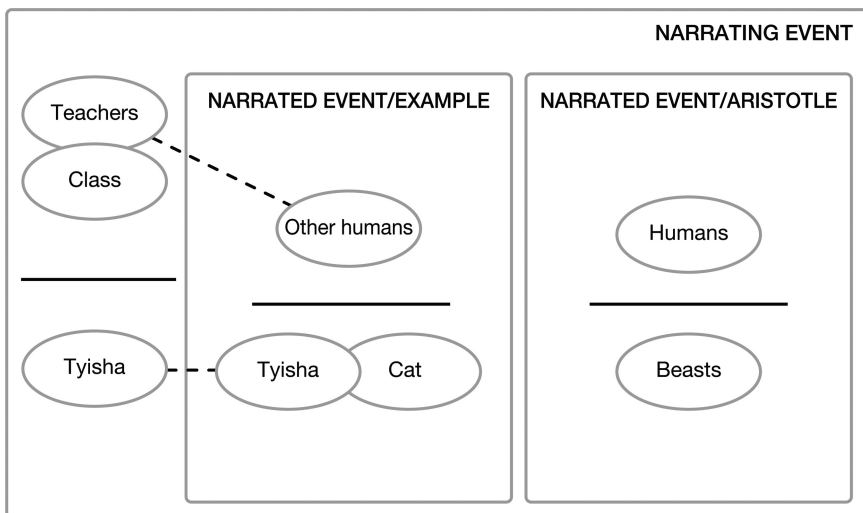 NARRATING EVENT
NARRATED EVENT/EXAMPLE
NARRATED EVENT/ARISTOTLE
Teachers
Class
Other humans
Humans
Tyisha
Tyisha
Cat
Beasts